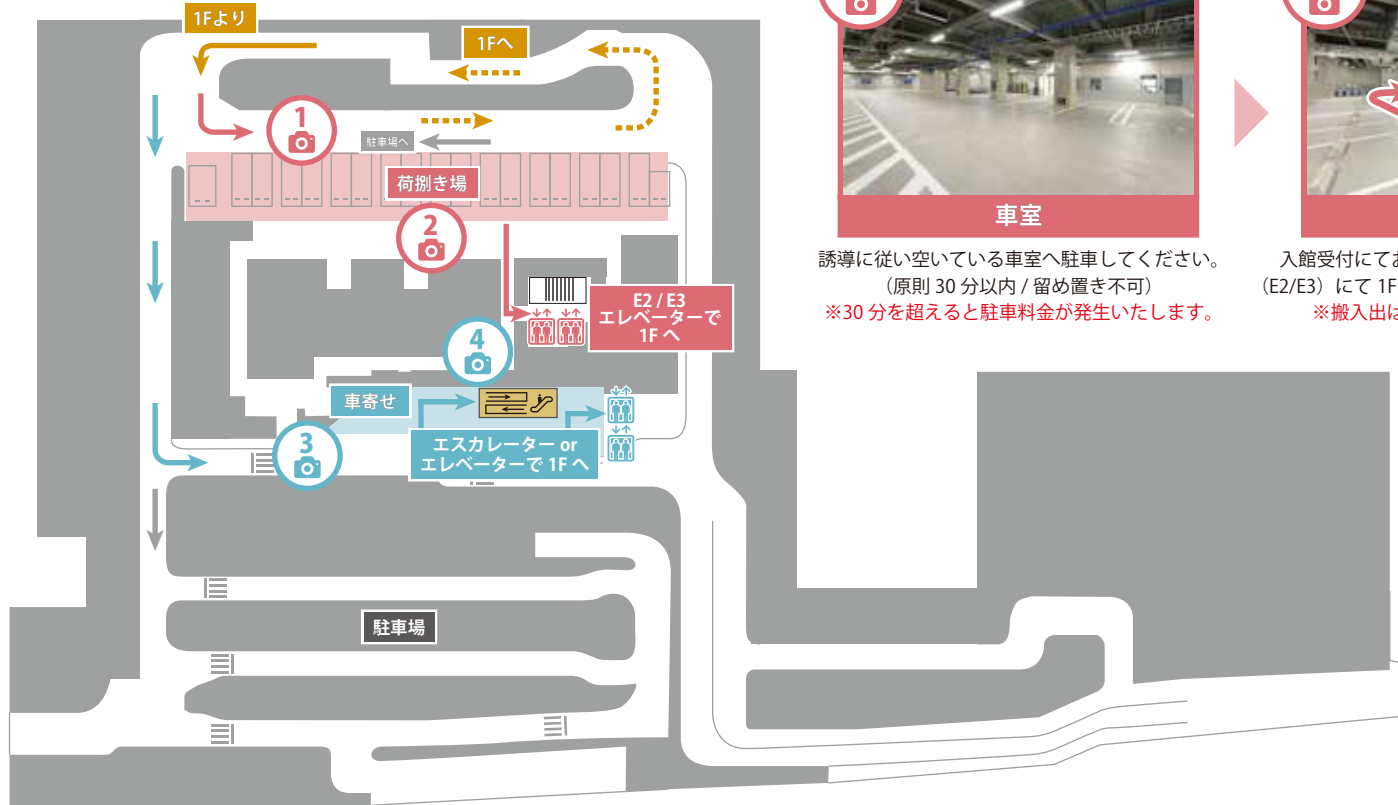 1Fより
1Fへ
1
駐車場へ
荷捌き場
2
E2 / E3
エレベーターで
1F へ
4
車寄せ
3
エスカレーター or
エレベーターで 1F へ
駐車場
車室
誘導に従い空いている車室へ駐車してください。
（原則 30 分以内 / 留め置き不可）
※30 分を超えると駐車料金が発生いたします。
入館受付にてお
（E2/E3）にて 1F
※搬入出は